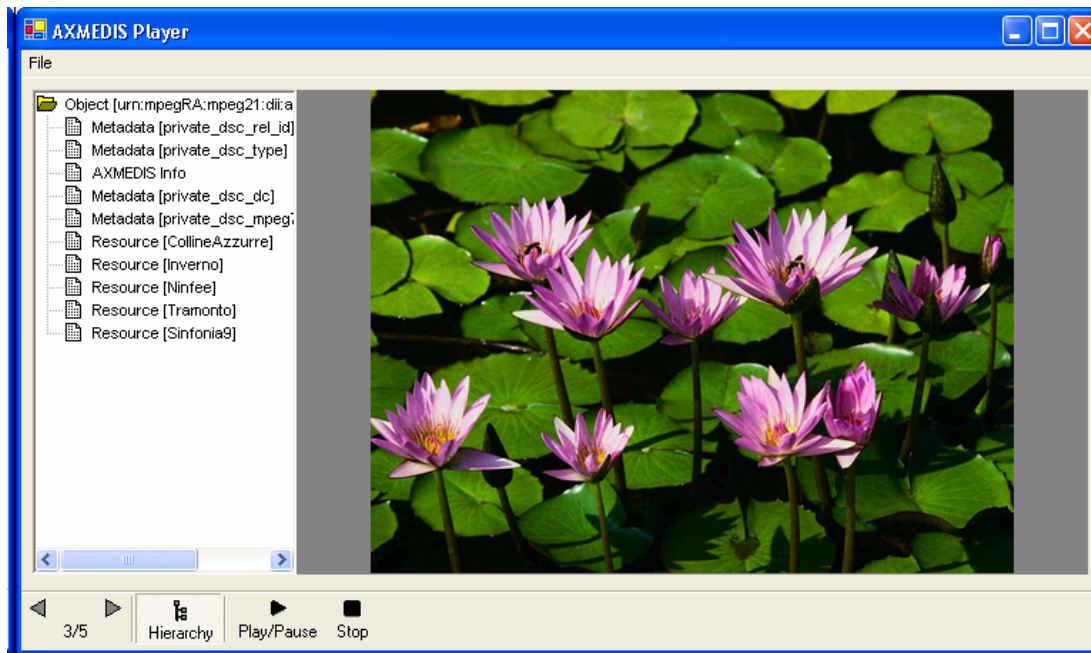 AXMEDIS Player
File
Object [urn:mpegRA:mpeg21:dii:a
Metadata [private_dsc_rel_id]
Metadata [private_dsc_type]
AXMEDIS Info
Metadata [private_dsc_dc]
Metadata [private_dsc_mpeg7
Resource [CollineAzzurre]
Resource [Inverno]
Resource [Ninfee]
Resource [Tramonto]
Resource [Sinfonia9]
3/5
Hierarchy
Play/Pause
Stop